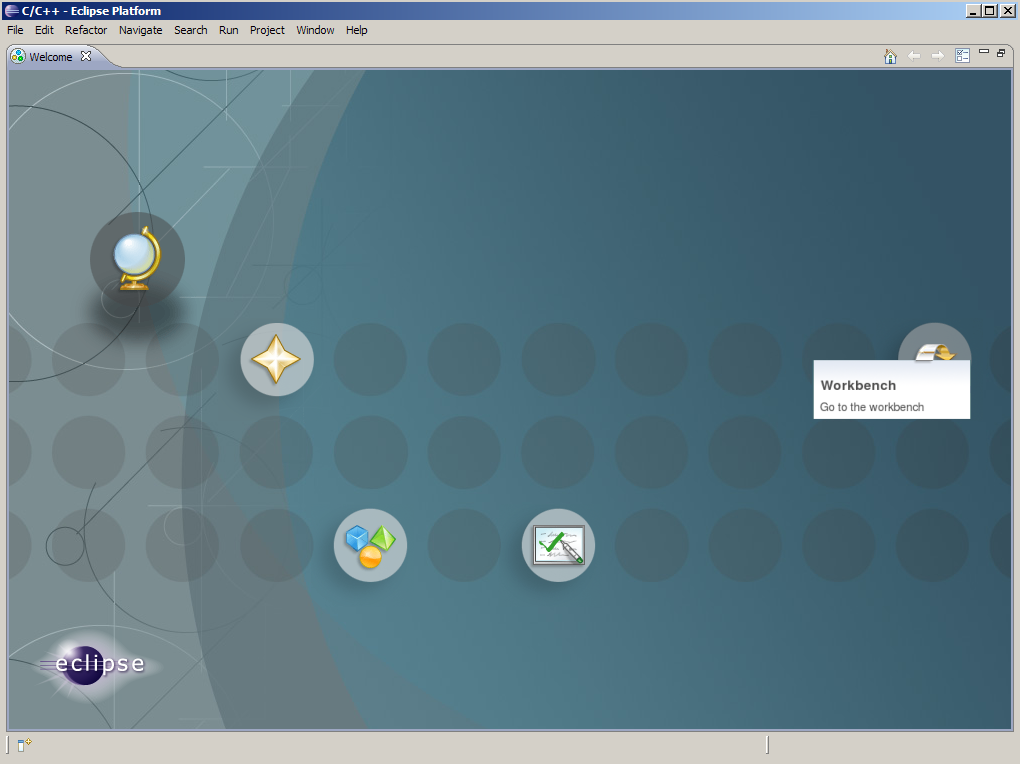 C/C++ - Eclipse Platform
File Edit Refactor Navigate Search Run Project Window Help
Welcome
Workbench
Go to the workbench
eclipse